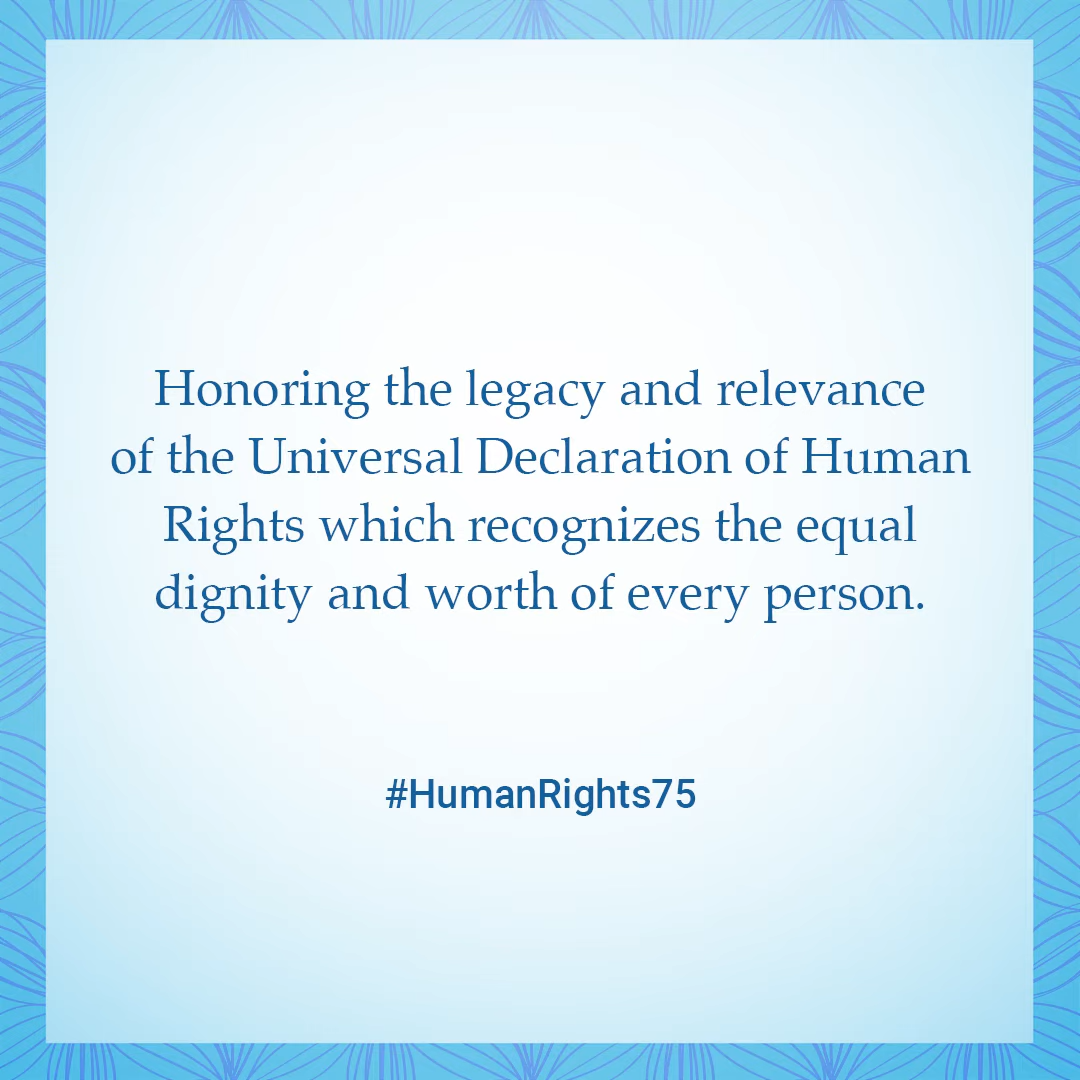 Honoring the legacy and relevance
of the Universal Declaration of Human
Rights which recognizes the equal
dignity and worth of every person.
#HumanRights75